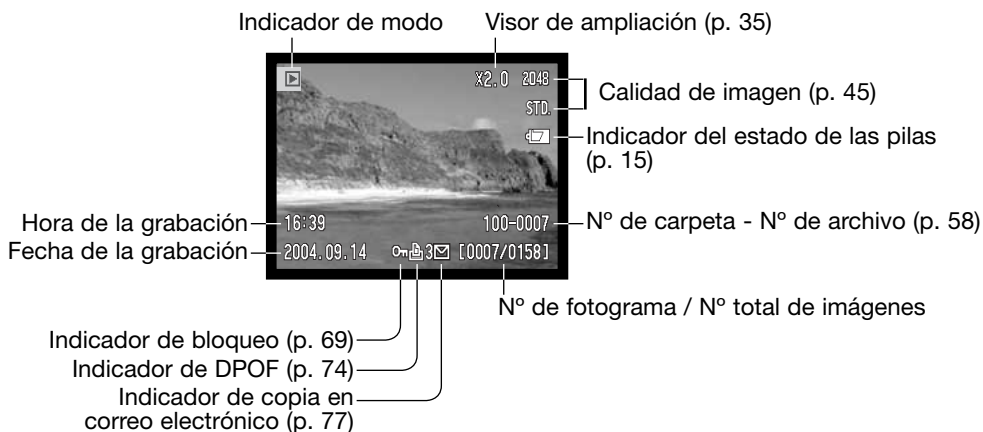 Indicador de modo
Visor de ampliación (p. 35)
X2.0 2048
STD.
Calidad de imagen (p. 45)
Indicador del estado de las pilas
(p. 15)
Hora de la grabación
16:39
100-0007
Nº de carpeta - Nº de archivo (p. 58)
Fecha de la grabación
2004.09.14
3
[0007/0158]
Nº de fotograma / Nº total de imágenes
Indicador de bloqueo (p. 69)
Indicador de DPOF (p. 74)
Indicador de copia en
correo electrónico (p. 77)